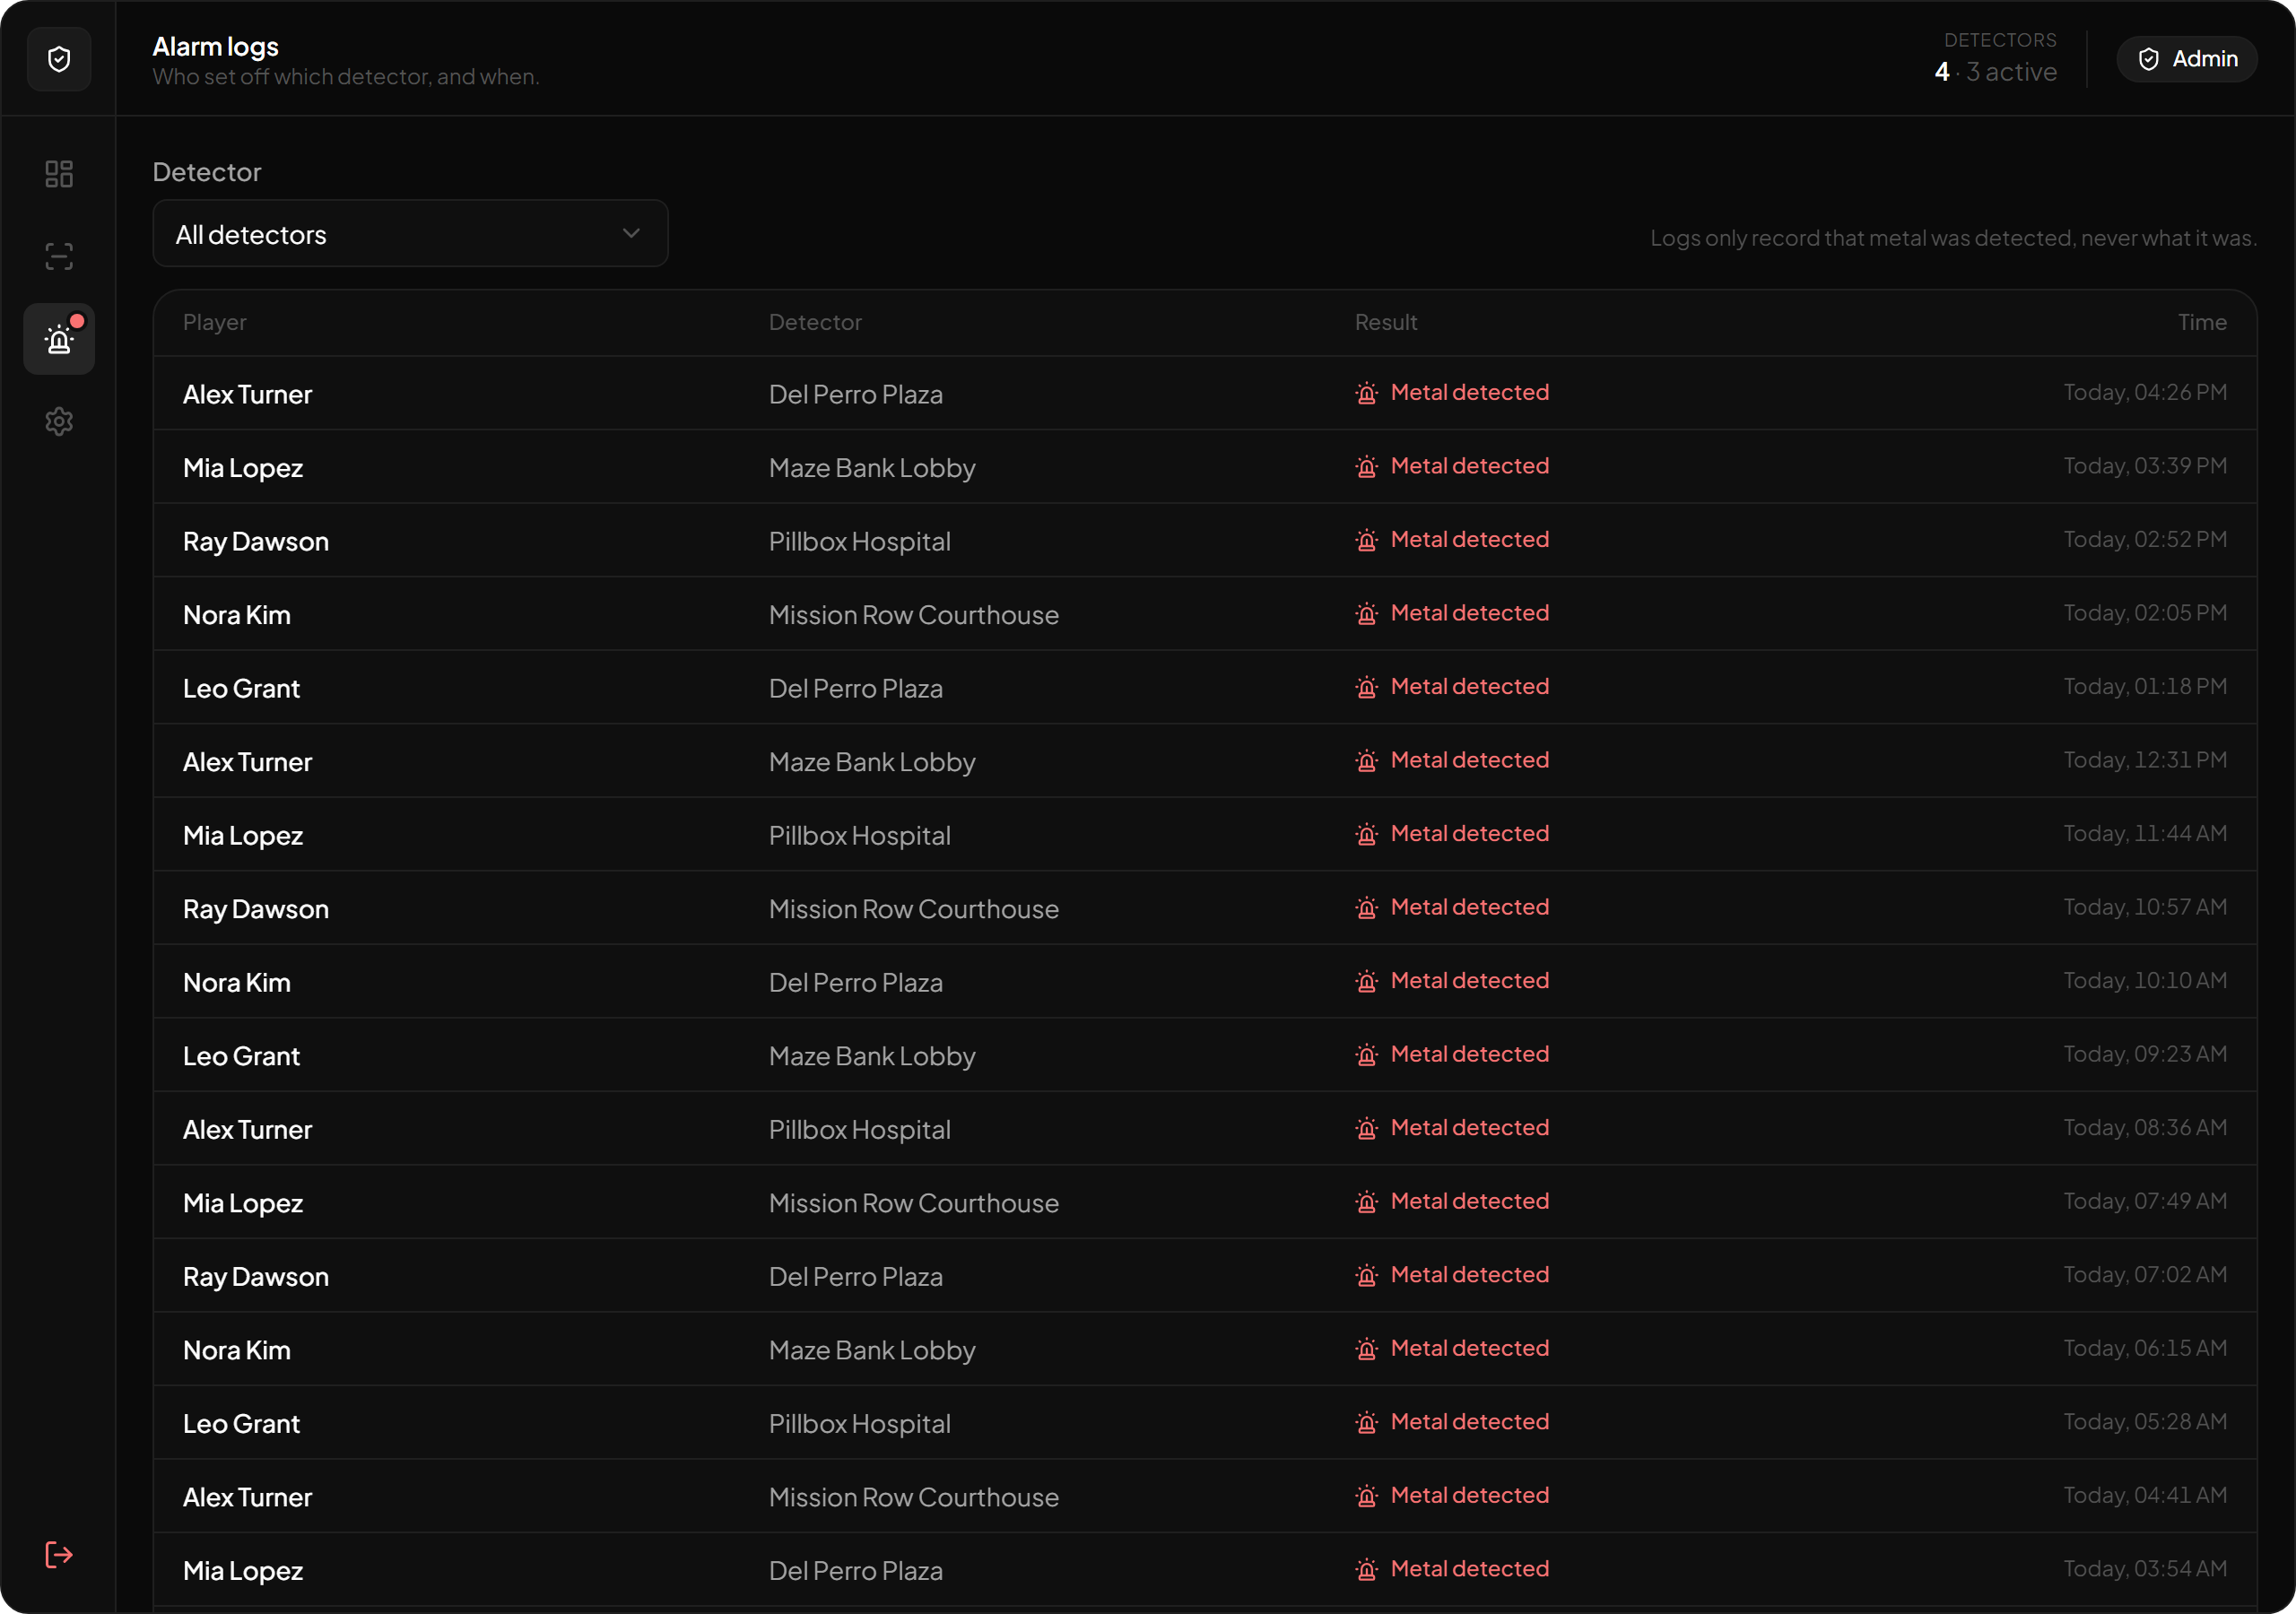 Alarm logs
Who set off which detector, and when.
DETECTORS
4 · 3 active
Admin
Detector
All detectors
Logs only record that metal was detected, never what it was.
Player Detector Result Time
Alex Turner Del Perro Plaza Metal detected Today, 04:26 PM
Mia Lopez Maze Bank Lobby Metal detected Today, 03:39 PM
Ray Dawson Pillbox Hospital Metal detected Today, 02:52 PM
Nora Kim Mission Row Courthouse Metal detected Today, 02:05 PM
Leo Grant Del Perro Plaza Metal detected Today, 01:18 PM
Alex Turner Maze Bank Lobby Metal detected Today, 12:31 PM
Mia Lopez Pillbox Hospital Metal detected Today, 11:44 AM
Ray Dawson Mission Row Courthouse Metal detected Today, 10:57 AM
Nora Kim Del Perro Plaza Metal detected Today, 10:10 AM
Leo Grant Maze Bank Lobby Metal detected Today, 09:23 AM
Alex Turner Pillbox Hospital Metal detected Today, 08:36 AM
Mia Lopez Mission Row Courthouse Metal detected Today, 07:49 AM
Ray Dawson Del Perro Plaza Metal detected Today, 07:02 AM
Nora Kim Maze Bank Lobby Metal detected Today, 06:15 AM
Leo Grant Pillbox Hospital Metal detected Today, 05:28 AM
Alex Turner Mission Row Courthouse Metal detected Today, 04:41 AM
Mia Lopez Del Perro Plaza Metal detected Today, 03:54 AM